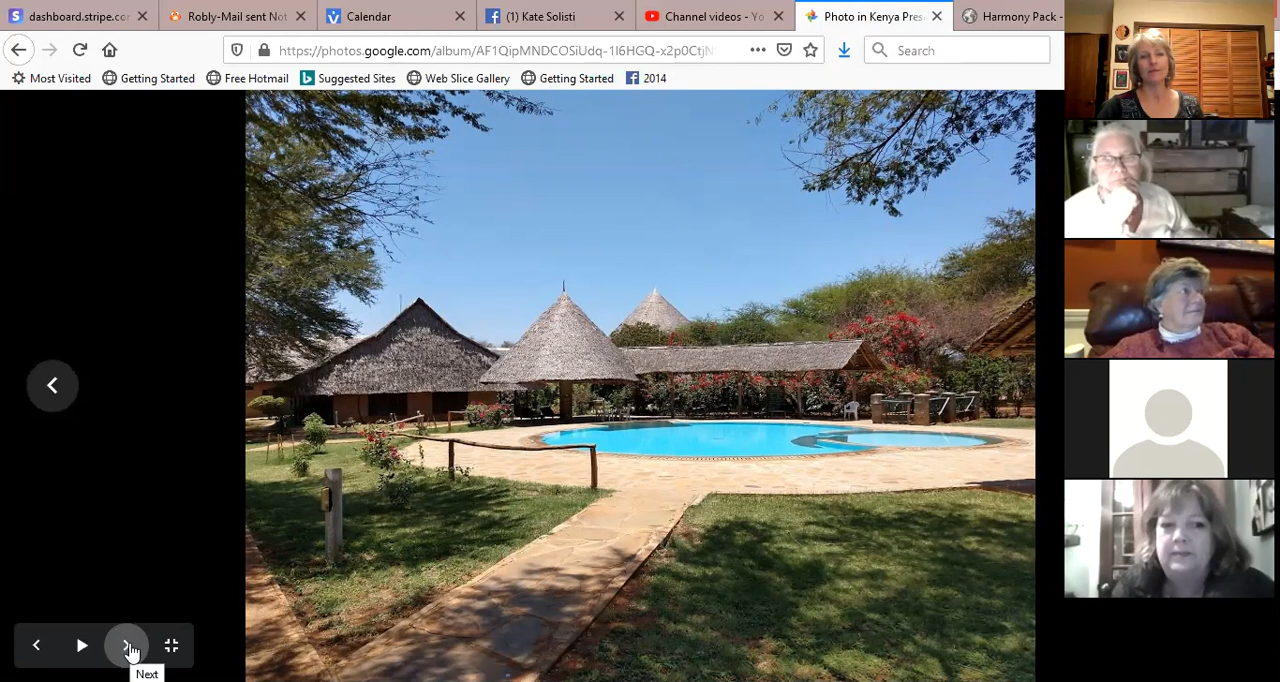 dashboard.stripe.co
Robly-Mail sent Not
Calendar
(1) Kate Solisti
Channel videos - Yo
Photo in Kenya Pres
Harmony Pack -
https://photos.google.com/album/AF1QipMNDCOSiUdq-1I6HGQ-x2p0CtjN
Search
Most Visited
Getting Started
Free Hotmail
Suggested Sites
Web Slice Gallery
Getting Started
2014
Next